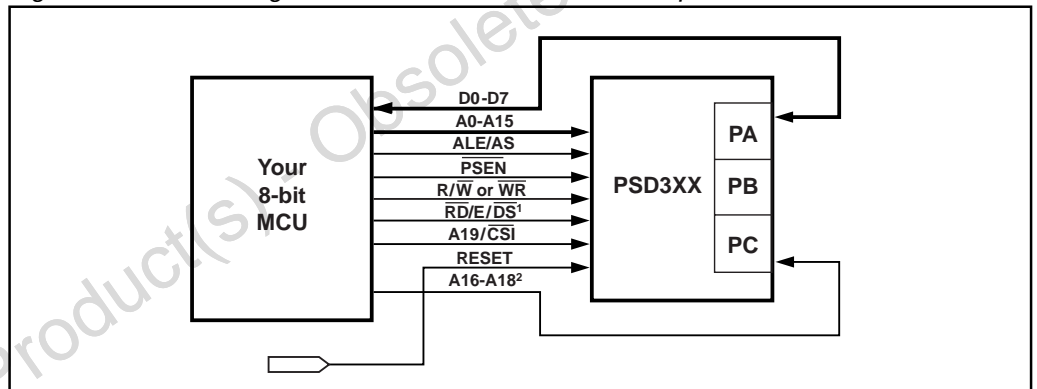 D0-D7
A0-A15
ALE/AS
PSEN
R/W or WR
RD/E/DS¹
A19/CSI
RESET
A16-A18²
Your
8-bit
MCU
PSD3XX
PA
PB
PC
Product(s) - Obsolete